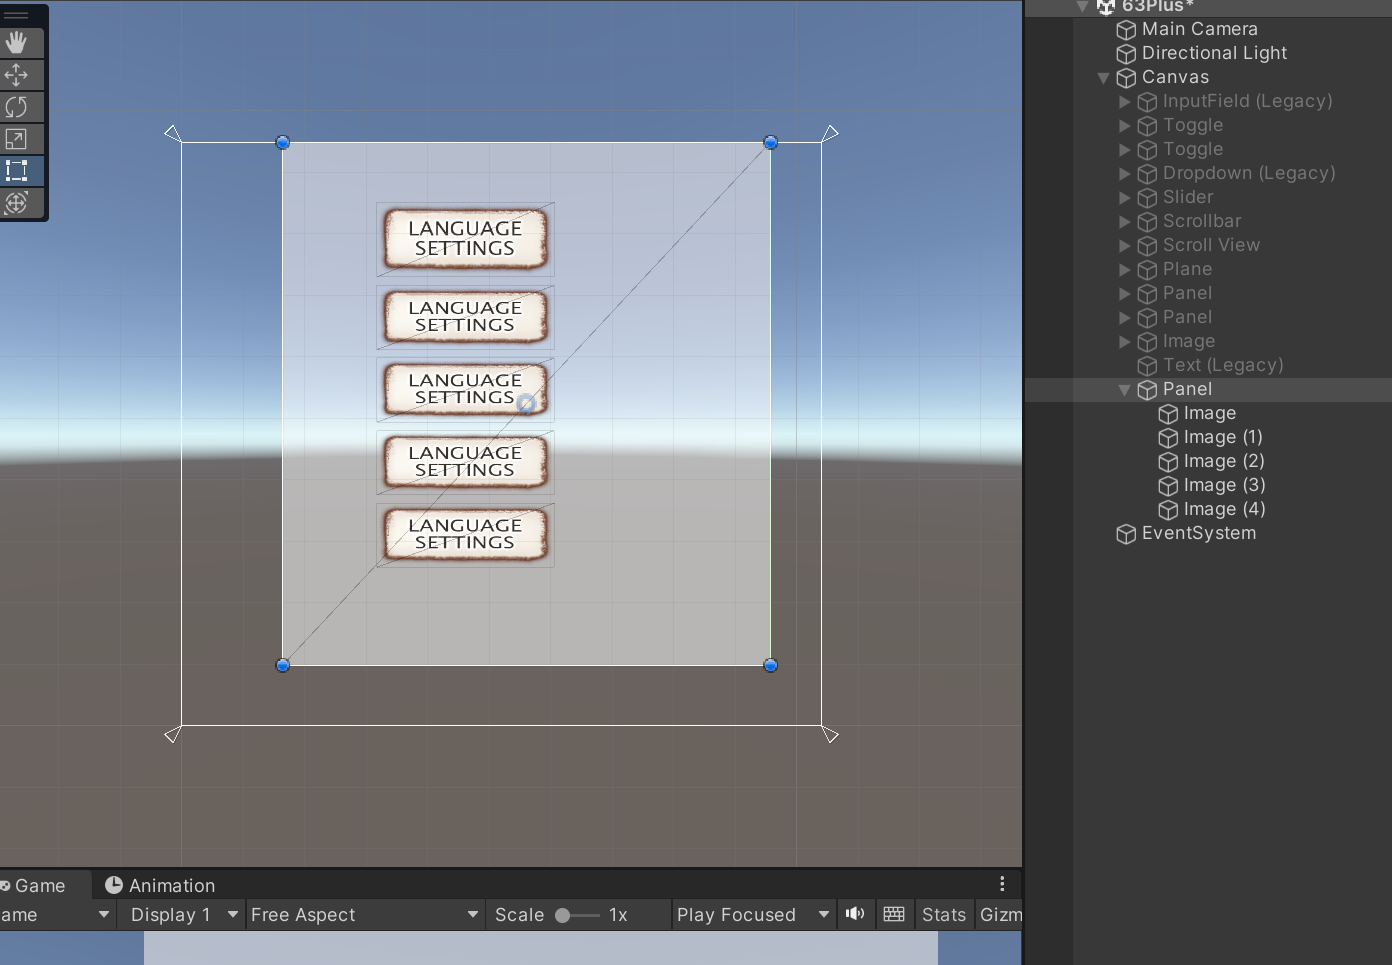 63Plus*
Main Camera
Directional Light
Canvas
InputField (Legacy)
Toggle
Toggle
Dropdown (Legacy)
Slider
Scrollbar
Scroll View
Plane
Panel
Panel
Image
Text (Legacy)
Panel
Image
Image (1)
Image (2)
Image (3)
Image (4)
EventSystem
LANGUAGE
SETTINGS
LANGUAGE
SETTINGS
LANGUAGE
SETTINGS
LANGUAGE
SETTINGS
LANGUAGE
SETTINGS
Game Animation
ame Display 1 Free Aspect Scale 1x Play Focused Stats Gizm